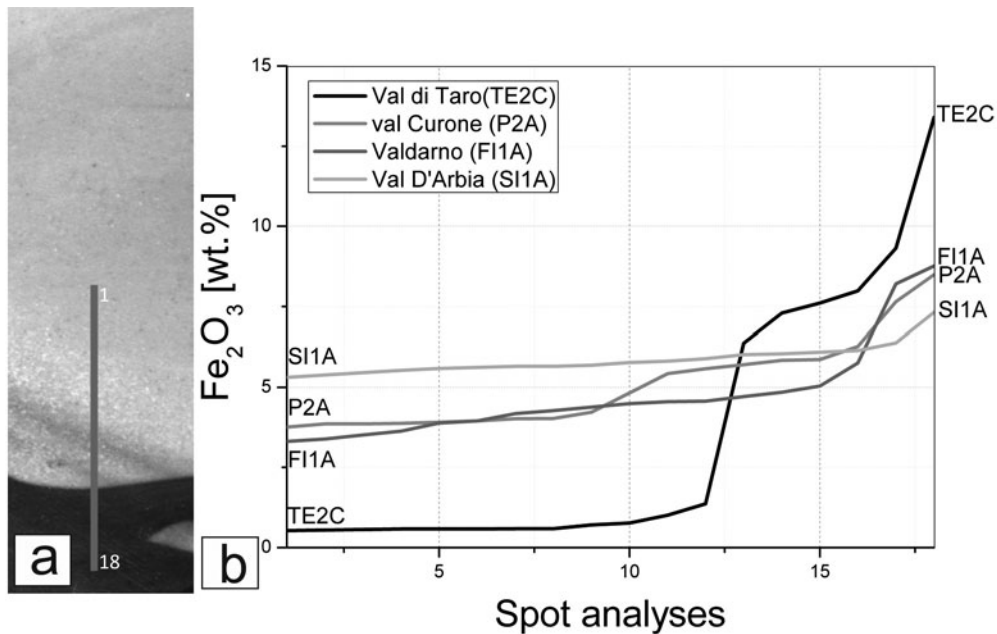 1
18
a
Fe2O3 [wt.%]
15
10
5
0
Val di Taro(TE2C)
val Curone (P2A)
Valdarno (FI1A)
Val D'Arbia (SI1A)
SI1A
P2A
FI1A
TE2C
TE2C
FI1A
P2A
SI1A
b
5
10
15
Spot analyses